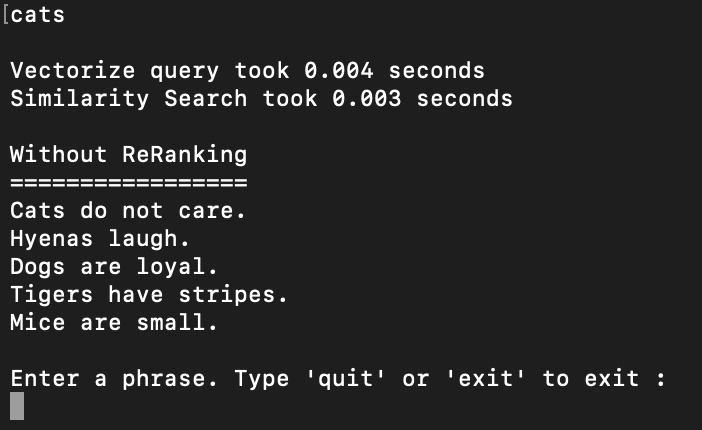 [cats
Vectorize query took 0.004 seconds
Similarity Search took 0.003 seconds
Without ReRanking
=================
Cats do not care.
Hyenas laugh.
Dogs are loyal.
Tigers have stripes.
Mice are small.
Enter a phrase. Type 'quit' or 'exit' to exit :